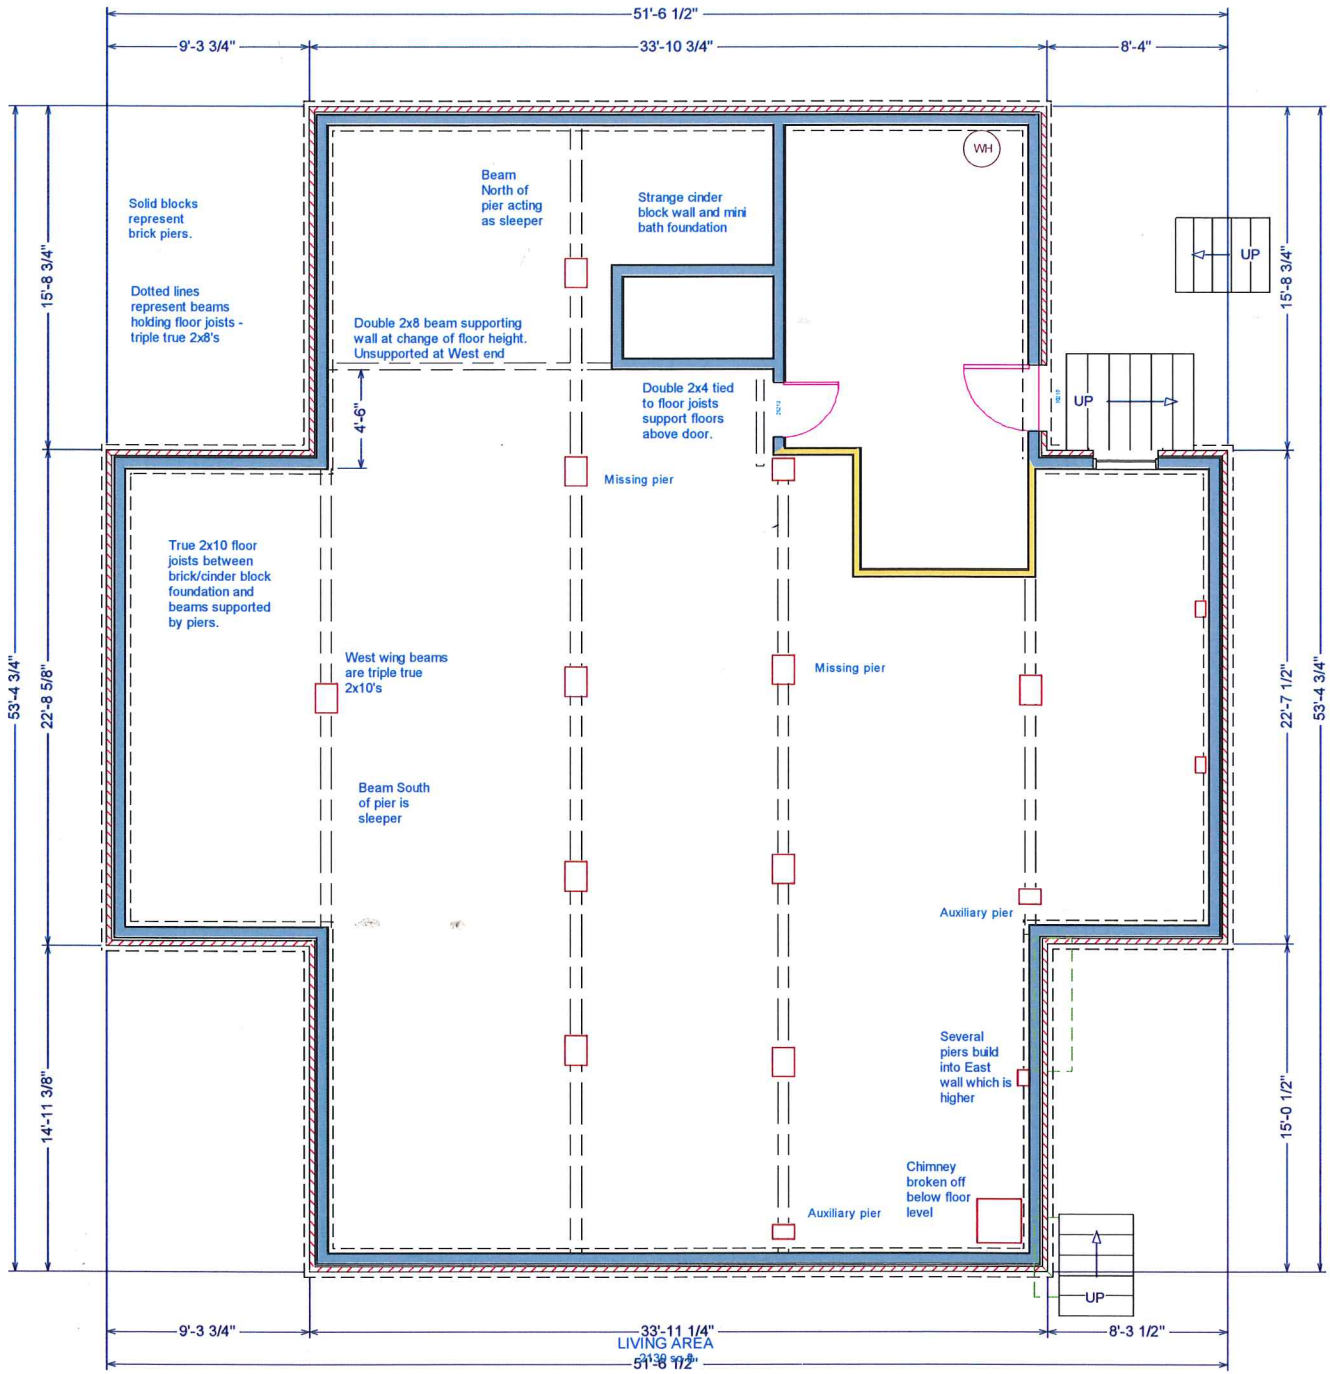 51'-6 1/2"
9'-3 3/4"
33'-10 3/4"
8'-4"
WH
Beam
North of
pier acting
as sleeper
Strange cinder
block wall and mini
bath foundation
Solid blocks
represent
brick piers.
UP
15'-8 3/4"
15'-8 3/4"
Dotted lines
represent beams
holding floor joists -
triple true 2x8's
Double 2x8 beam supporting
wall at change of floor height.
Unsupported at West end
4'-6"
Double 2x4 tied
to floor joists
support floors
above door.
UP
Missing pier
True 2x10 floor
joists between
brick/cinder block
foundation and
beams supported
by piers.
West wing beams
are triple true
2x10's
Missing pier
53'-4 3/4"
22'-8 5/8"
22'-7 1/2"
53'-4 3/4"
Beam South
of pier is
sleeper
Auxiliary pier
Several
piers build
into East
wall which is
higher
14'-11 3/8"
15'-0 1/2"
Chimney
broken off
below floor
level
Auxiliary pier
UP
9'-3 3/4"
33'-11 1/4"
8'-3 1/2"
LIVING AREA
2139 sq ft
51'-6 1/2"